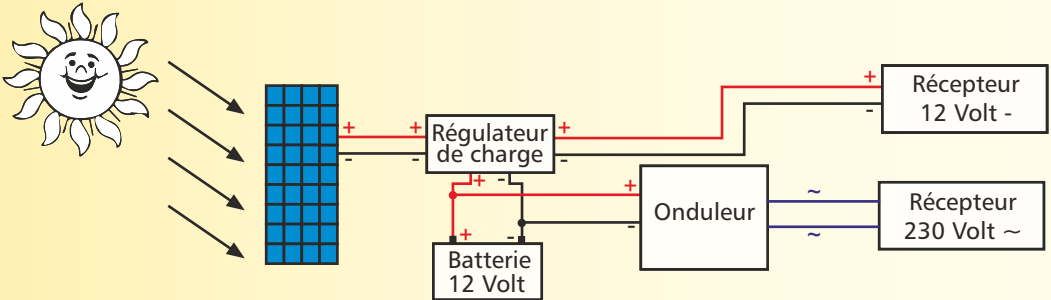 +
-
+
-
Régulateur
de charge
+
-
+
-
Récepteur
12 Volt -
+
-
+
-
Batterie
12 Volt
+
-
Onduleur
~
~
Récepteur
230 Volt ~